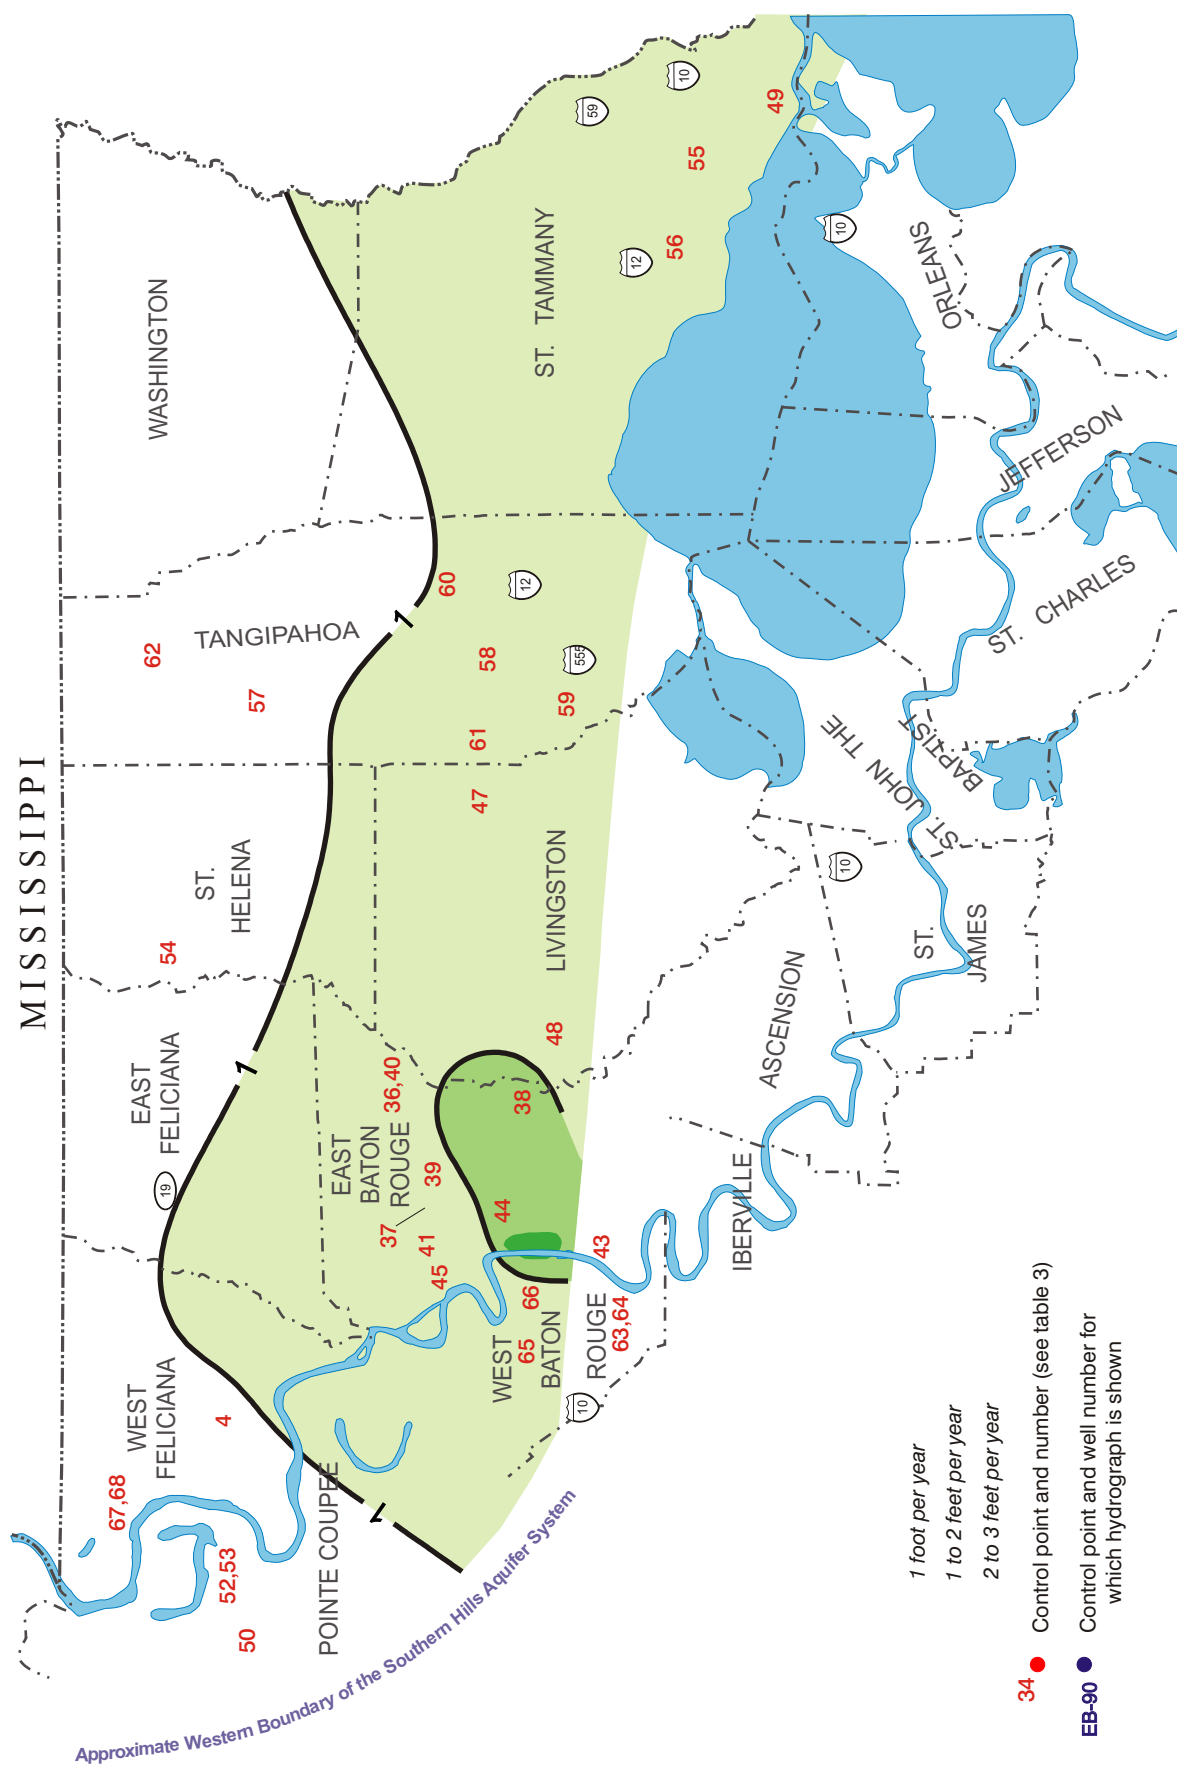 MISSISSIPPI
WASHINGTON
TANGIPAHOA
ST.
HELENA
EAST
FELICIANA
WEST
FELICIANA
POINTE COUPEE
EAST
BATON
ROUGE
WEST
BATON
ROUGE
LIVINGSTON
ST. TAMMANY
ORLEANS
JEFFERSON
ST. CHARLES
ST. JOHN THE
BAPTIST
ST.
JAMES
ASCENSION
IBERVILLE
67,68
52,53
50
4
54
62
57
60
58
59
61
47
48
36,40
38
39
37
41
45
44
43
66
65
63,64
56
55
49
1
1
1
19
10
10
10
10
12
12
59
555
Approximate Western Boundary of the Southern Hills Aquifer System
1 foot per year
1 to 2 feet per year
2 to 3 feet per year
34 Control point and number (see table 3)
EB-90 Control point and well number for
which hydrograph is shown